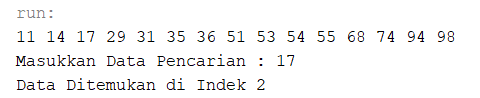 run:
11 14 17 29 31 35 36 51 53 54 55 68 74 94 98
Masukkan Data Pencarian : 17
Data Ditemukan di Indek 2